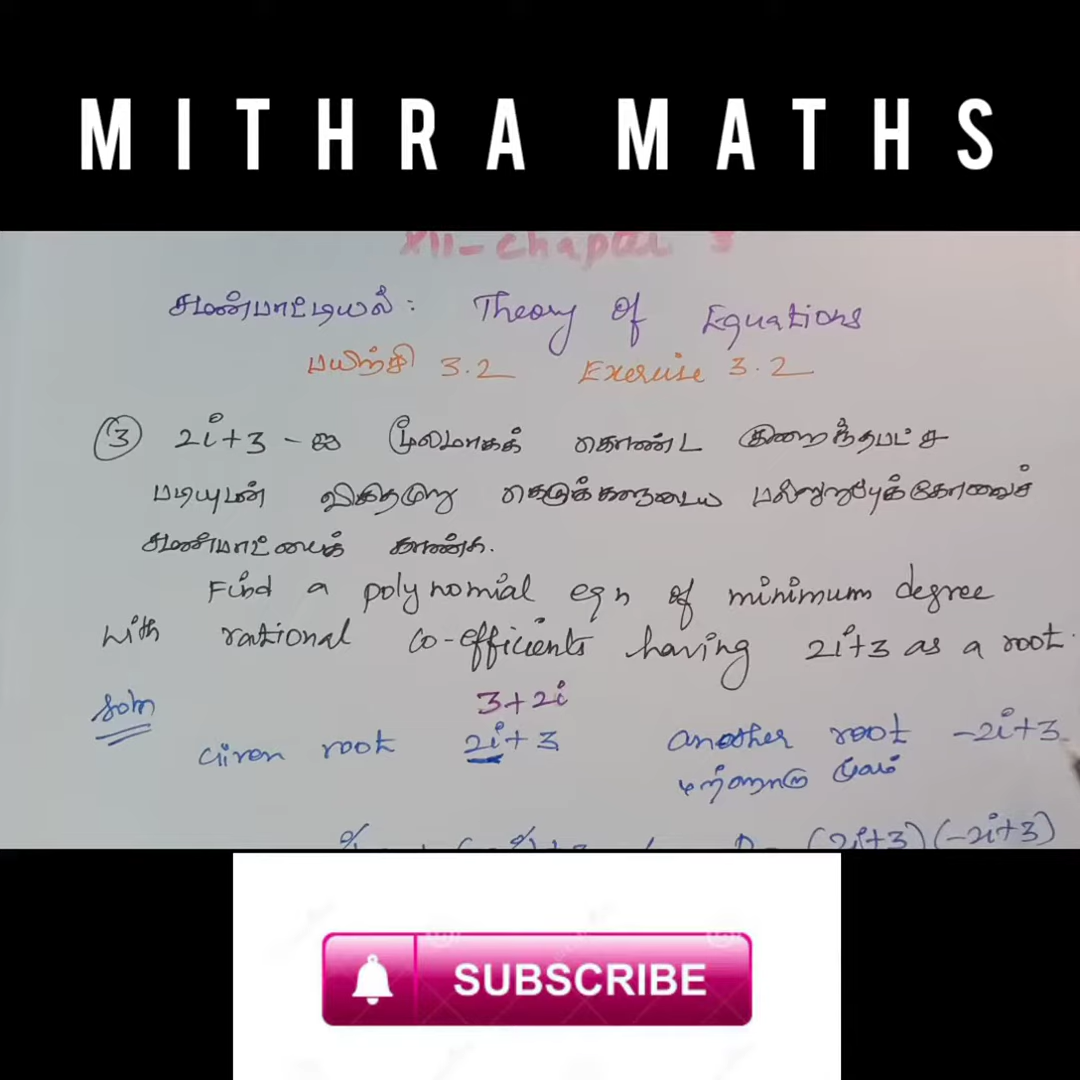 MITHRA MATHS
XII-Chapter 3
சமன்பாட்டியல் : Theory of Equations
பயிற்சி 3.2 Exercise 3.2
③ 2i+3 - ஐ மூலமாகக் கொண்ட குறைந்தபட்ச
படியுடன் விகிதமுறு கெழுக்களுடைய பல்லுறுப்புக்கோவைச்
சமன்பாட்டைக் காண்க.
Find a polynomial eqn of minimum degree
with rational co-efficients having 2i+3 as a root.
Soln
3+2i
Given root 2i+3 another root -2i+3
மற்றொரு மூலம்
(2i+3)(-2i+3)
SUBSCRIBE